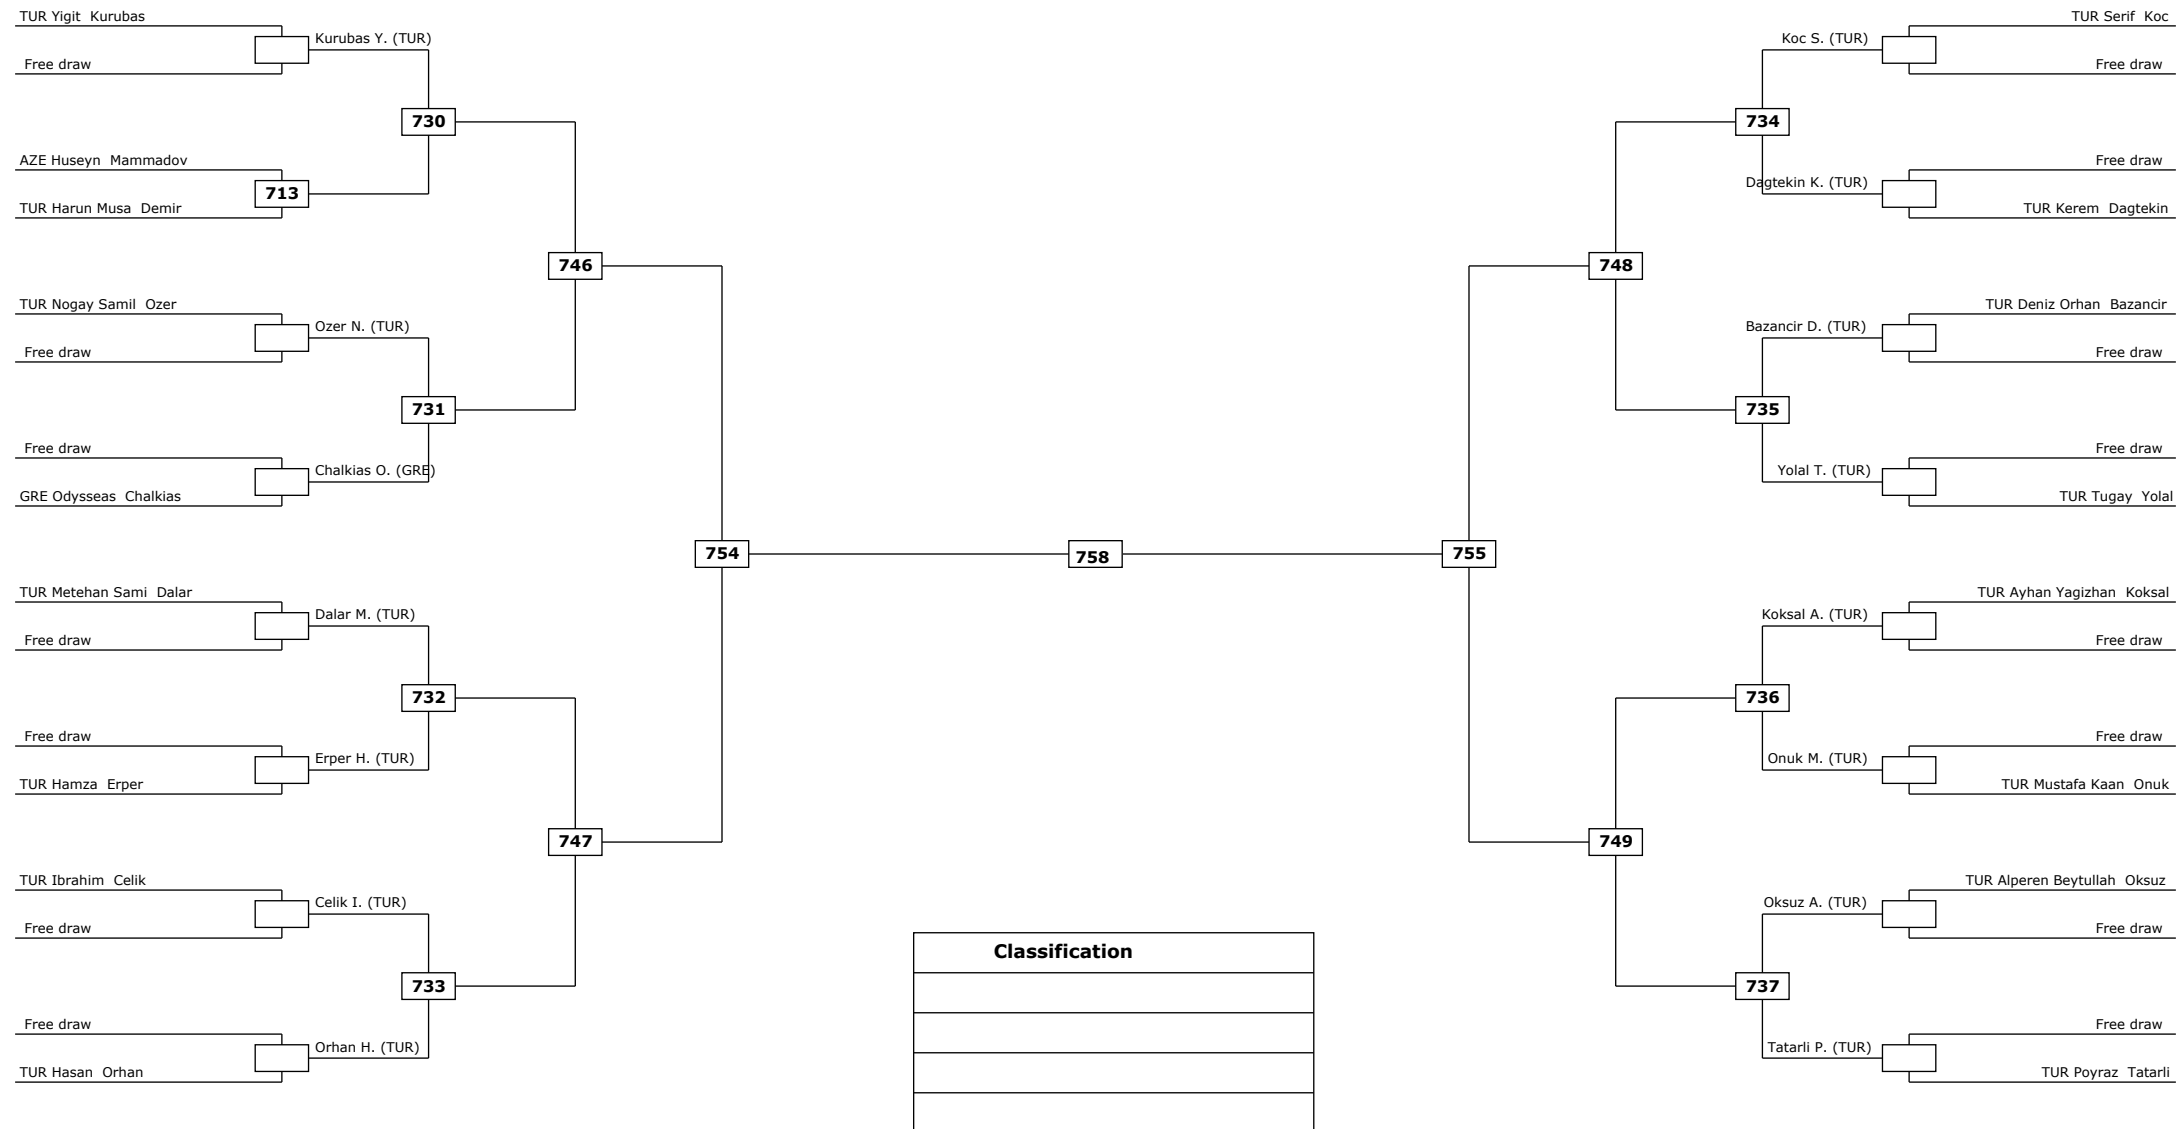 TUR Yigit  Kurubas
Kurubas Y. (TUR)
Free draw
730
AZE Huseyn  Mammadov
713
TUR Harun Musa  Demir
746
TUR Nogay Samil  Ozer
Ozer N. (TUR)
Free draw
731
Free draw
Chalkias O. (GRE)
GRE Odysseas  Chalkias
754
TUR Metehan Sami  Dalar
Dalar M. (TUR)
Free draw
732
Free draw
Erper H. (TUR)
TUR Hamza  Erper
747
TUR Ibrahim  Celik
Celik I. (TUR)
Free draw
733
Free draw
Orhan H. (TUR)
TUR Hasan  Orhan
758
Classification
TUR Serif  Koc
Koc S. (TUR)
Free draw
734
Free draw
Dagtekin K. (TUR)
TUR Kerem  Dagtekin
748
TUR Deniz Orhan  Bazancir
Bazancir D. (TUR)
Free draw
735
Free draw
Yolal T. (TUR)
TUR Tugay  Yolal
755
TUR Ayhan Yagizhan  Koksal
Koksal A. (TUR)
Free draw
736
Free draw
Onuk M. (TUR)
TUR Mustafa Kaan  Onuk
749
TUR Alperen Beytullah  Oksuz
Oksuz A. (TUR)
Free draw
737
Free draw
Tatarli P. (TUR)
TUR Poyraz  Tatarli